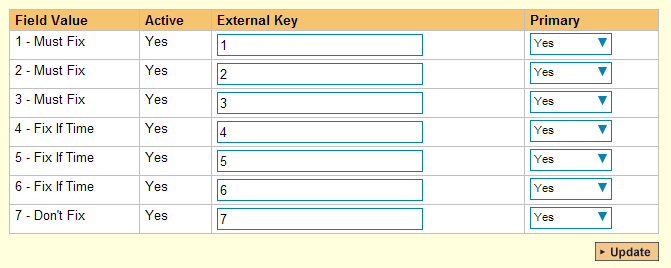 Field Value Active External Key Primary
1 - Must Fix Yes 1 Yes
2 - Must Fix Yes 2 Yes
3 - Must Fix Yes 3 Yes
4 - Fix If Time Yes 4 Yes
5 - Fix If Time Yes 5 Yes
6 - Fix If Time Yes 6 Yes
7 - Don't Fix Yes 7 Yes
Update